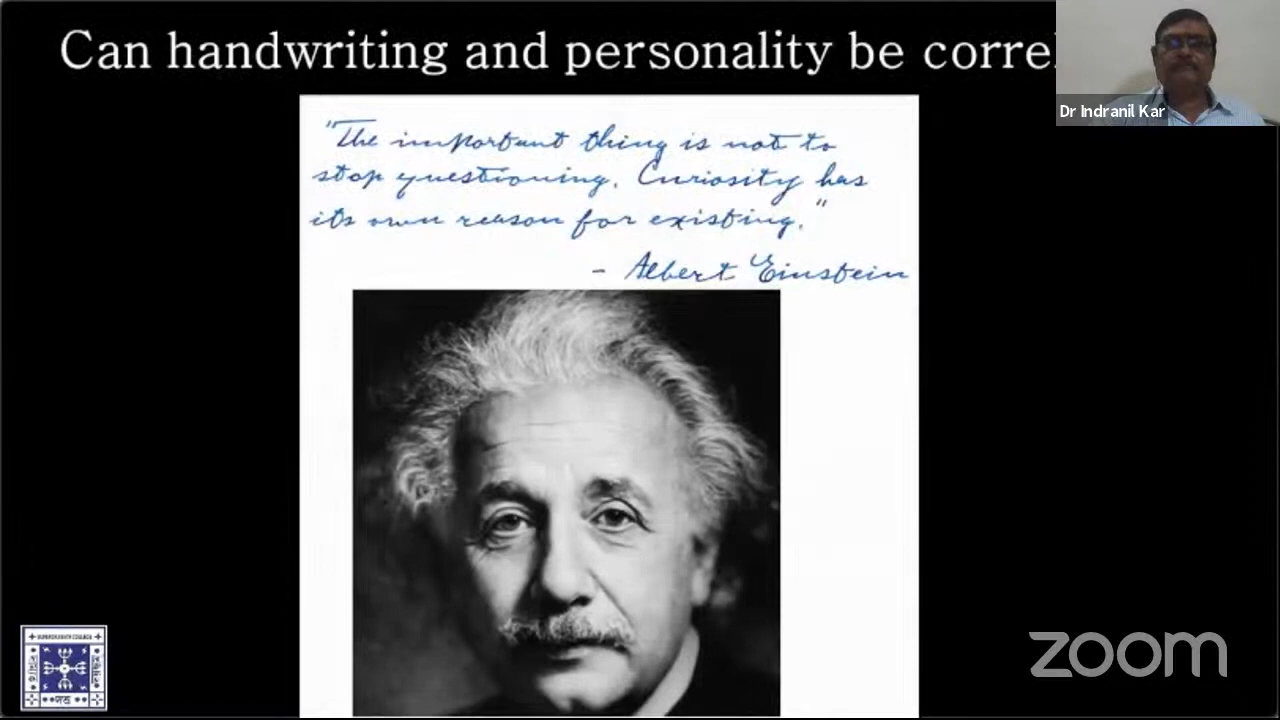 Can handwriting and personality be corre
Dr Indranil Kar
"The important thing is not to
stop questioning. Curiosity has
its own reason for existing."
- Albert Einstein
zoom